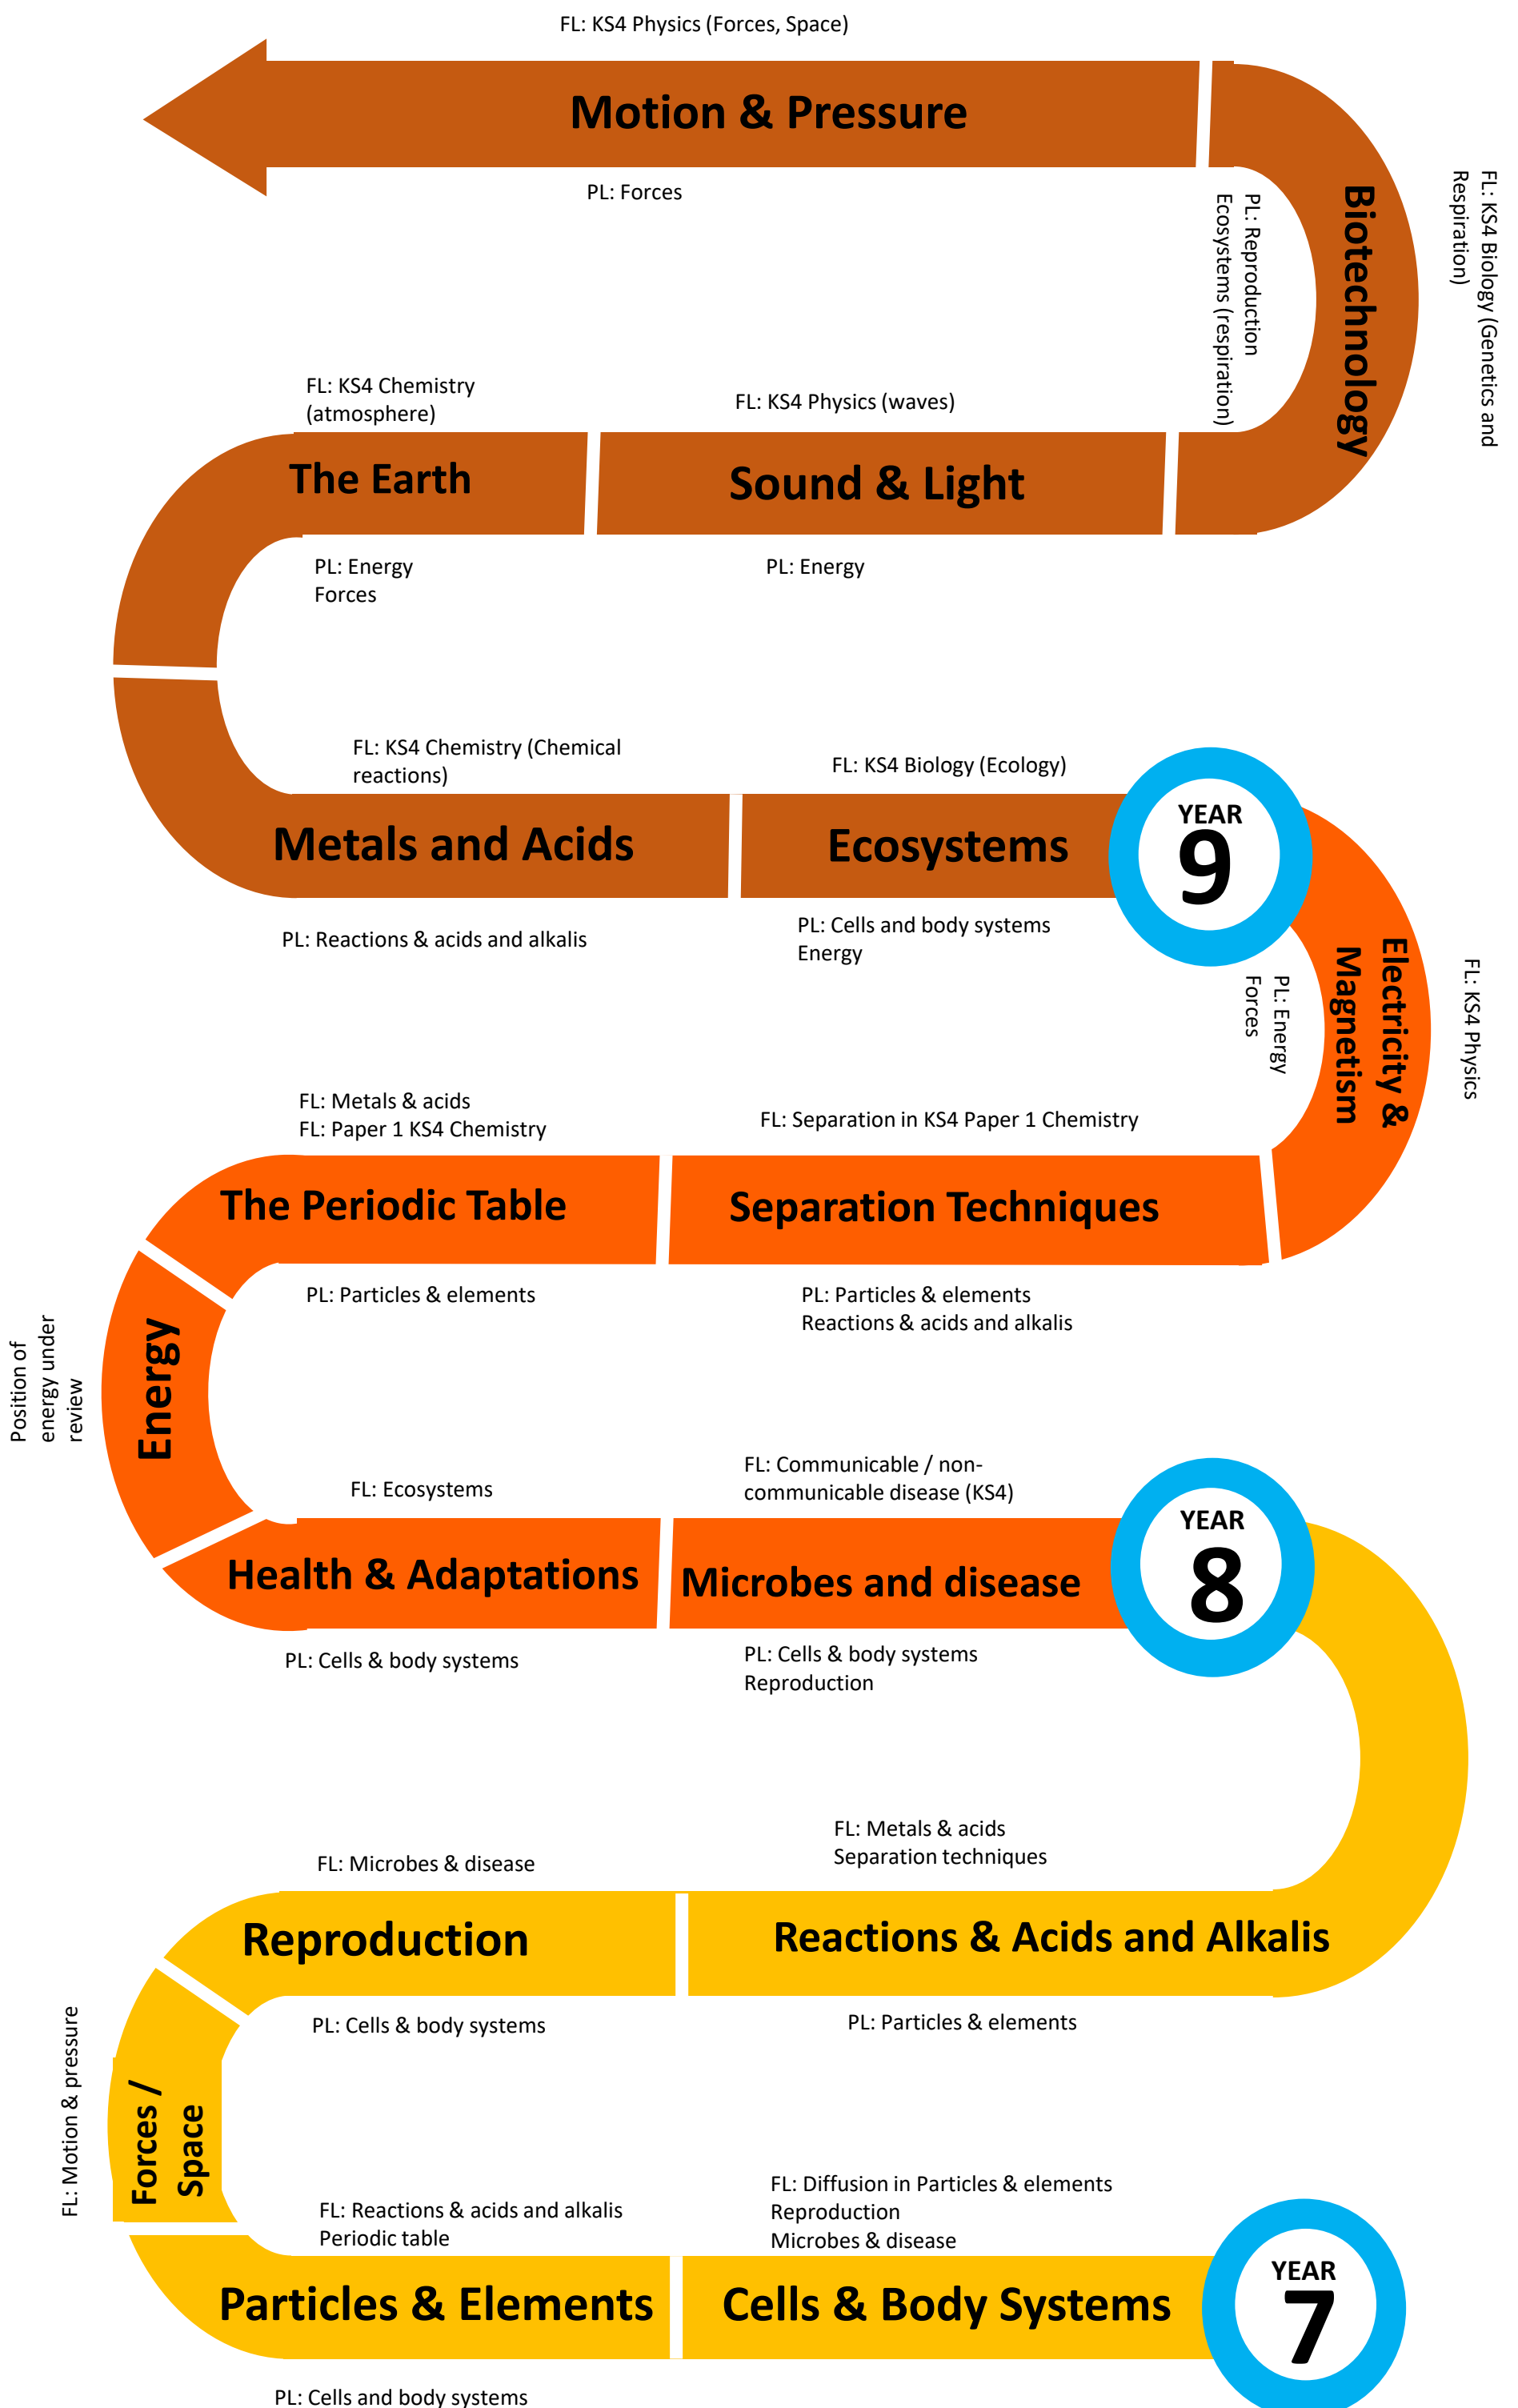 FL: KS4 Physics (Forces, Space)
Motion & Pressure
PL: Forces
FL: KS4 Biology (Genetics and
Respiration)
Biotechnology
PL: Reproduction
Ecosystems (respiration)
FL: KS4 Chemistry
(atmosphere)
FL: KS4 Physics (waves)
The Earth
Sound & Light
PL: Energy
Forces
PL: Energy
FL: KS4 Chemistry (Chemical
reactions)
FL: KS4 Biology (Ecology)
Metals and Acids
Ecosystems
YEAR
9
PL: Reactions & acids and alkalis
PL: Cells and body systems
Energy
Electricity &
Magnetism
FL: KS4 Physics
PL: Energy
Forces
FL: Metals & acids
FL: Paper 1 KS4 Chemistry
FL: Separation in KS4 Paper 1 Chemistry
The Periodic Table
Separation Techniques
PL: Particles & elements
PL: Particles & elements
Reactions & acids and alkalis
Position of
energy under
review
Energy
FL: Ecosystems
FL: Communicable / non-
communicable disease (KS4)
Health & Adaptations
Microbes and disease
YEAR
8
PL: Cells & body systems
PL: Cells & body systems
Reproduction
FL: Microbes & disease
FL: Metals & acids
Separation techniques
Reproduction
Reactions & Acids and Alkalis
PL: Cells & body systems
PL: Particles & elements
FL: Motion & pressure
Forces /
Space
FL: Reactions & acids and alkalis
Periodic table
FL: Diffusion in Particles & elements
Reproduction
Microbes & disease
Particles & Elements
Cells & Body Systems
YEAR
7
PL: Cells and body systems